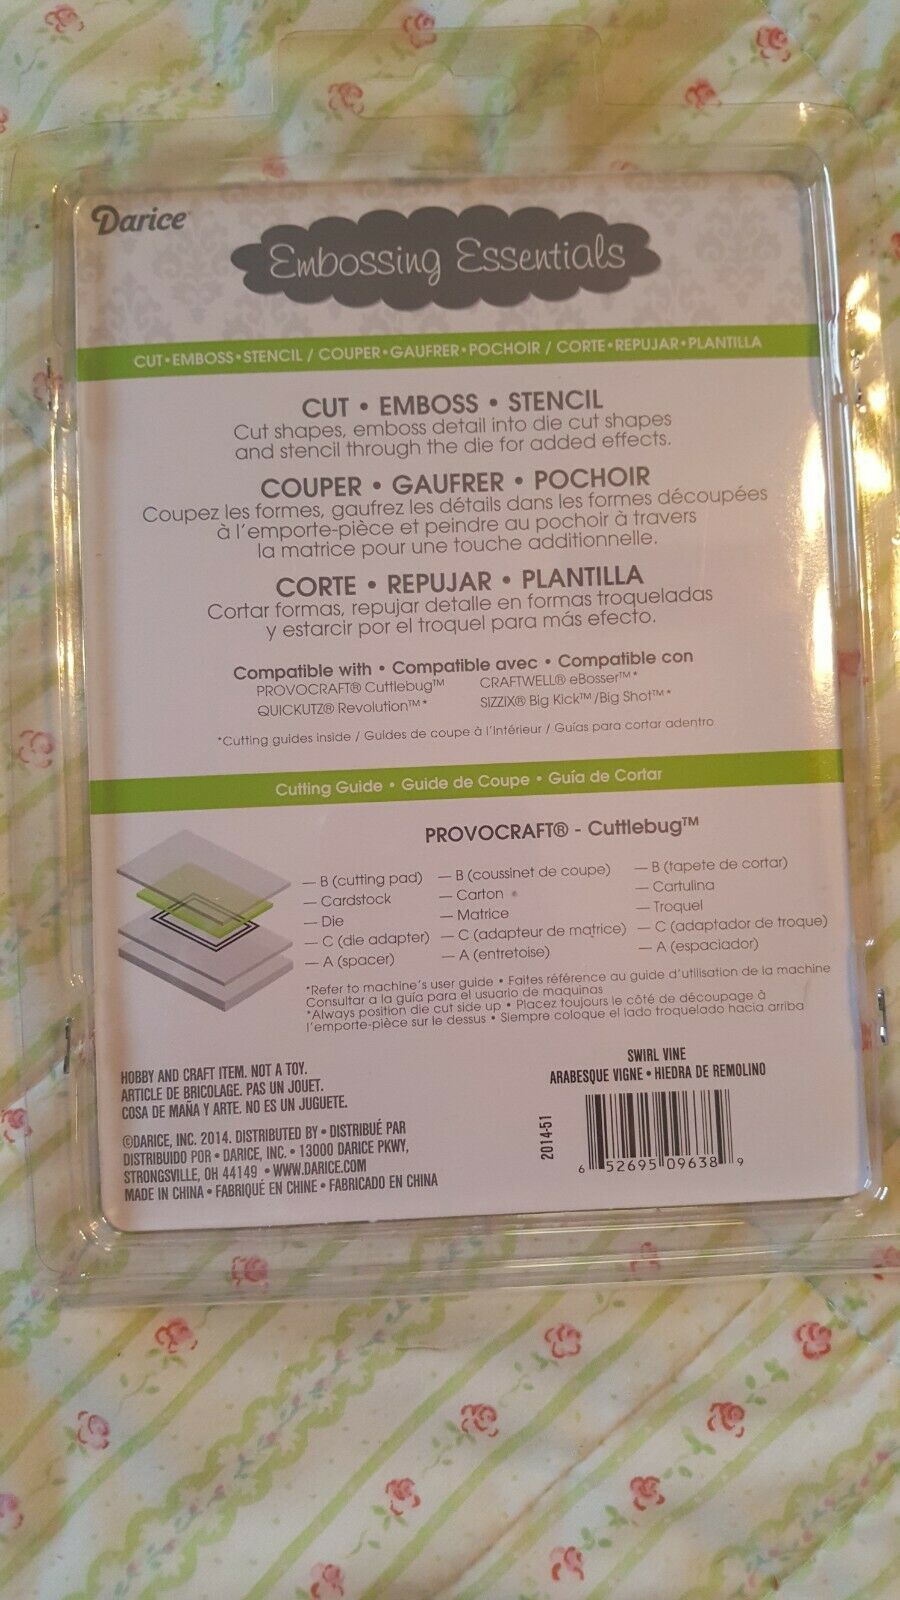 Darice
Embossing Essentials
CUT • EMBOSS • STENCIL / COUPER • GAUFRER • POCHOIR / CORTE • REPUJAR • PLANTILLA
CUT • EMBOSS • STENCIL
Cut shapes, emboss detail into die cut shapes
and stencil through the die for added effects.
COUPER • GAUFRER • POCHOIR
Coupez les formes, gaufrez les détails dans les formes découpées
à l'emporte-pièce et peindre au pochoir à travers
la matrice pour une touche additionnelle.
CORTE • REPUJAR • PLANTILLA
Cortar formas, repujar detalle en formas troqueladas
y estarcir por el troquel para más efecto.
Compatible with • Compatible avec • Compatible con
PROVOCRAFT® Cuttlebug™ CRAFTWELL® eBosser™*
QUICKUTZ® Revolution™* SIZZIX® Big Kick™/Big Shot™*
*Cutting guides inside / Guides de coupe à l'intérieur / Guías para cortar adentro
Cutting Guide • Guide de Coupe • Guía de Cortar
PROVOCRAFT® - Cuttlebug™
— B (cutting pad) — B (coussinet de coupe) — B (tapete de cortar)
— Cardstock — Carton — Cartulina
— Die — Matrice — Troquel
— C (die adapter) — C (adapteur de matrice) — C (adaptador de troque)
— A (spacer) — A (entretoise) — A (espaciador)
*Refer to machine's user guide • Faites référence au guide d'utilisation de la machine
Consultar a la guía para el usuario de maquinas
*Always position die cut side up • Placez toujours le côté de découpage à
l'emporte-pièce sur le dessus • Siempre coloque el lado troquelado hacia arriba
HOBBY AND CRAFT ITEM. NOT A TOY.
ARTICLE DE BRICOLAGE. PAS UN JOUET.
COSA DE MAÑA Y ARTE. NO ES UN JUGUETE.
©DARICE, INC. 2014. DISTRIBUTED BY • DISTRIBUÉ PAR
DISTRIBUIDO POR • DARICE, INC. • 13000 DARICE PKWY,
STRONGSVILLE, OH 44149 • WWW.DARICE.COM
MADE IN CHINA • FABRIQUÉ EN CHINE • FABRICADO EN CHINA
SWIRL VINE
ARABESQUE VIGNE • HIEDRA DE REMOLINO
2014-51
6 52695 09638 9